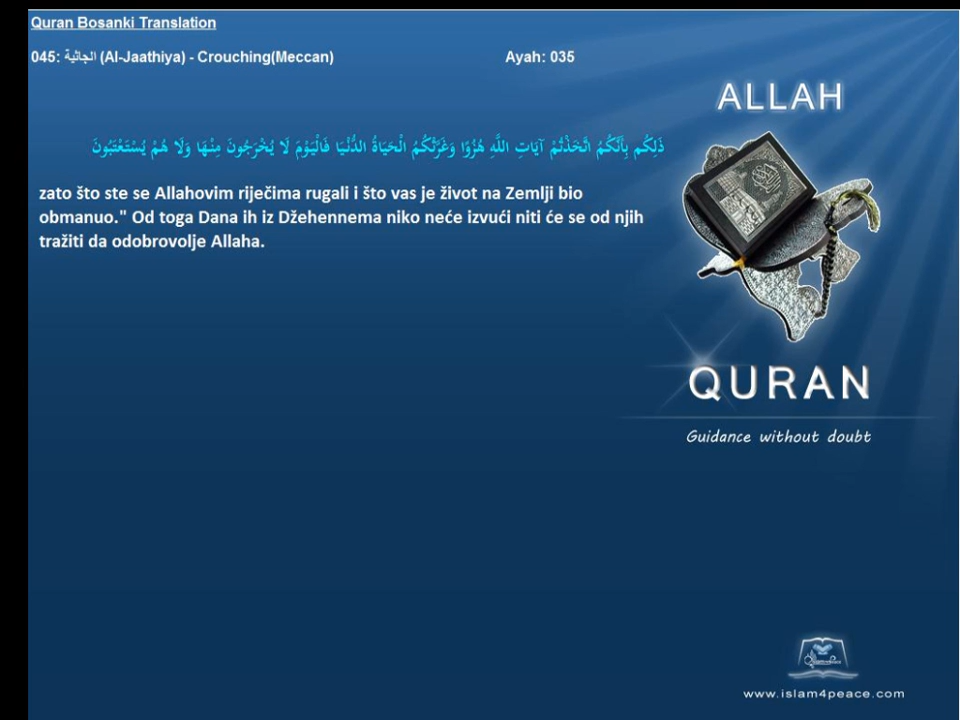 Quran Bosanki Translation
045: الجاثية (Al-Jaathiya) - Crouching(Meccan) Ayah: 035
ALLAH
ذَلِكُم بِأَنَّكُمُ اتَّخَذْتُمْ آيَاتِ اللَّهِ هُزُوًا وَغَرَّتْكُمُ الْحَيَاةُ الدُّنْيَا فَالْيَوْمَ لَا يُخْرَجُونَ مِنْهَا وَلَا هُمْ يُسْتَعْتَبُونَ
zato što ste se Allahovim riječima rugali i što vas je život na Zemlji bio
obmanuo." Od toga Dana ih iz Džehennema niko neće izvući niti će se od njih
tražiti da odobrovolje Allaha.
QURAN
Guidance without doubt
www.islam4peace.com